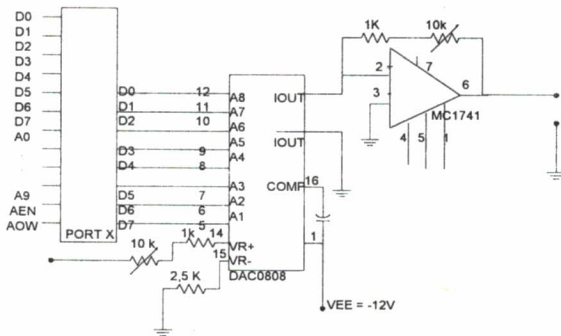 D0
D1
D2
D3
D4
D5
D6
D7
A0
A9
AEN
AOW
PORT X
D0 12
D1 11
D2 10
D3 9
D4 8
D5 7
D6 6
D7 5
A8
A7
A6
A5
A4
A3
A2
A1
VR+
VR-
IOUT
IOUT
COMP
16
1
14
15
10 k
1k
2,5 K
DAC0808
VEE = -12V
1K
10k
2
3
7
6
MC1741
4
5
1